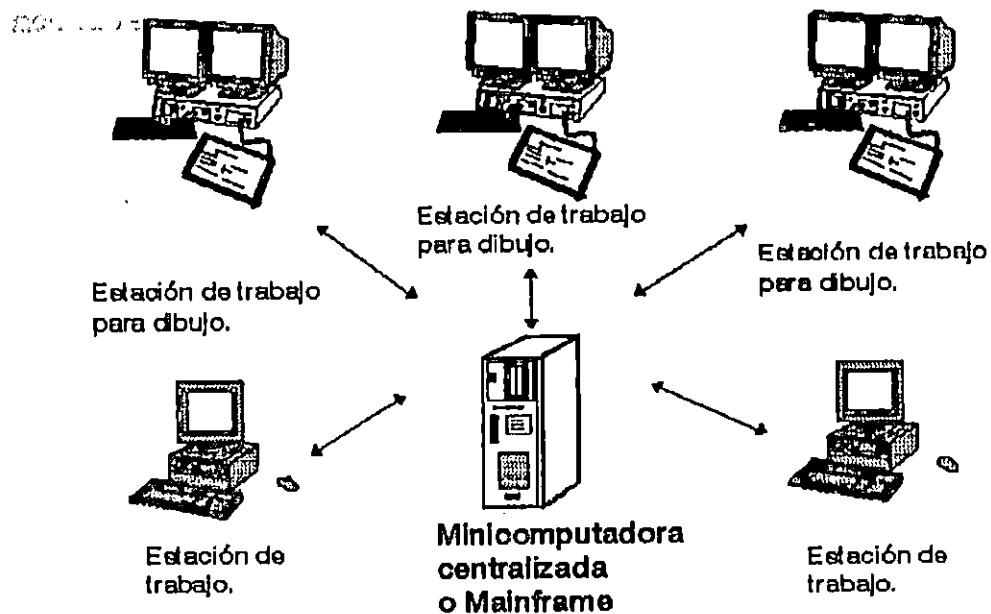 Estación de trabajo
para dibujo.
Estación de trabajo
para dibujo.
Estación de trabajo
para dibujo.
Minicomputadora
centralizada
o Mainframe
Estación de
trabajo.
Estación de
trabajo.